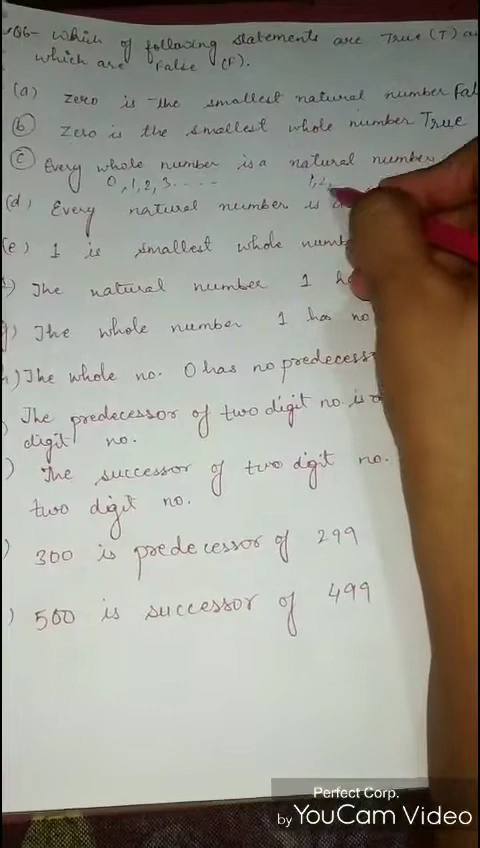 Q6- Which of following statements are True (T) a
which are False (F).
(a) zero is the smallest natural number Fal
(b) Zero is the smallest whole number True
(c) Every whole number is a natural number
0, 1, 2, 3 . . . . . 1, 2,
(d) Every natural number is a
(e) 1 is smallest whole numb
) The natural number 1 ha
) The whole number 1 has no
) The whole no. 0 has no predecess
) The predecessor of two digit no. is
digit no.
) The successor of two digit no.
two digit no.
) 300 is predecessor of 299
) 500 is successor of 499
Perfect Corp.
by YouCam Video